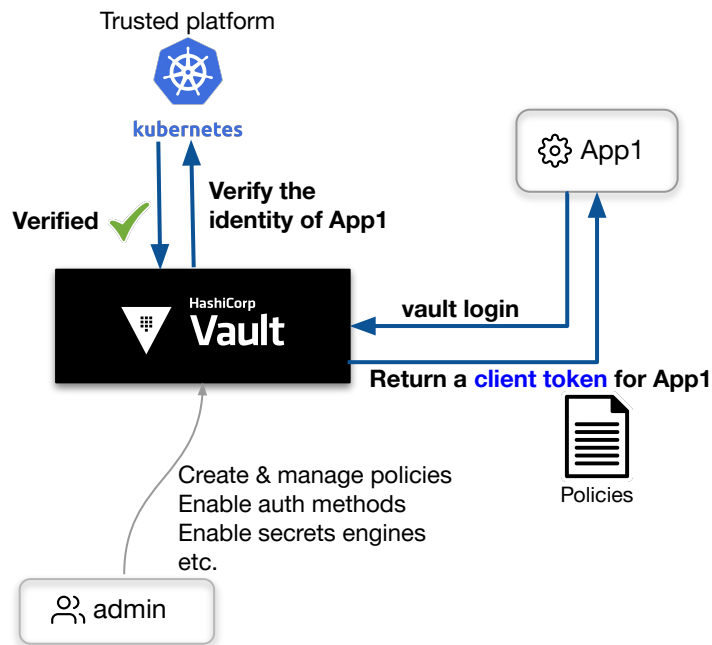 Trusted platform
kubernetes
App1
Verify the
identity of App1
Verified
HashiCorp
Vault
vault login
Return a client token for App1
Policies
Create & manage policies
Enable auth methods
Enable secrets engines
etc.
admin